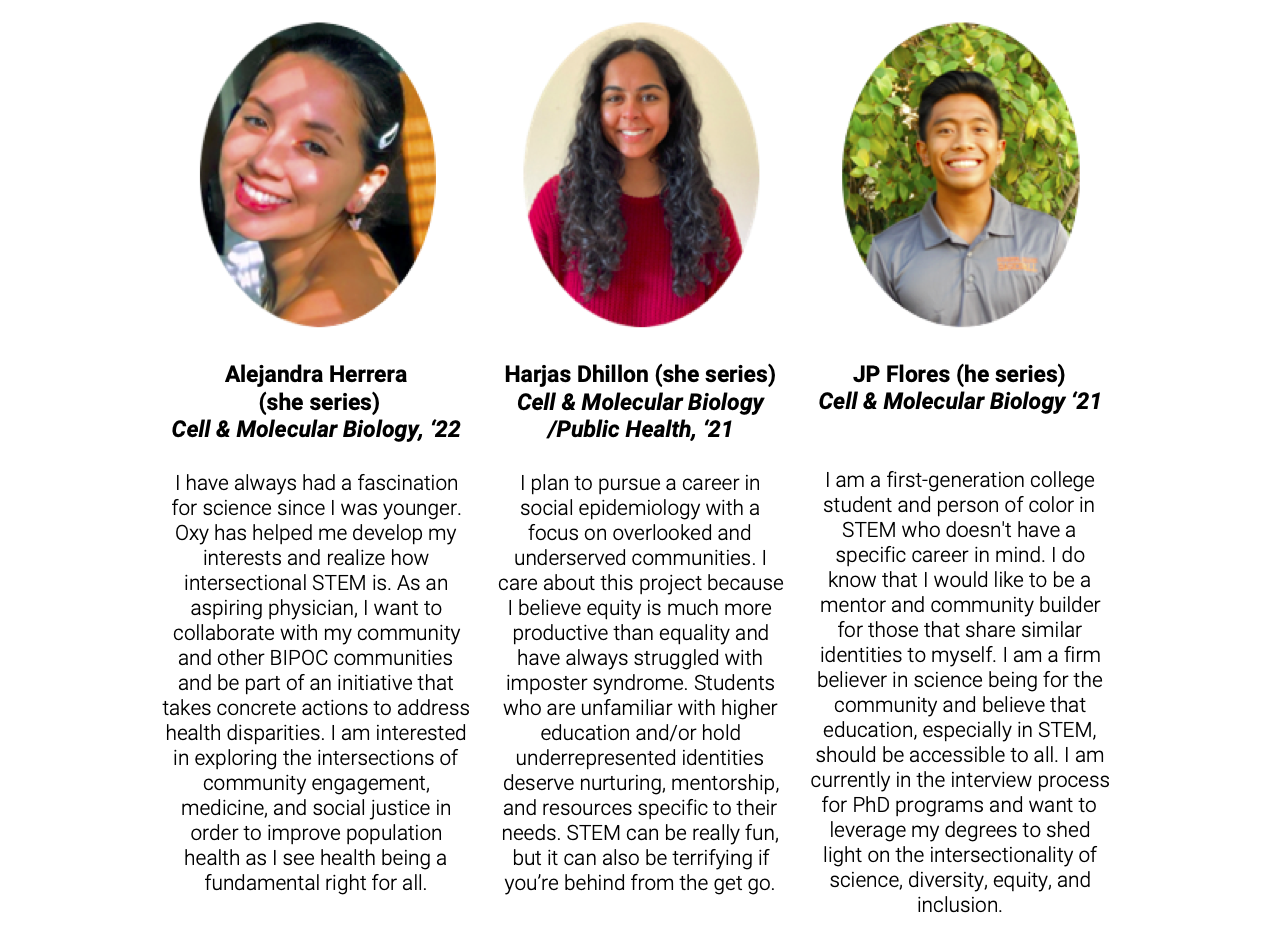 Alejandra Herrera
(she series)
Cell & Molecular Biology, ‘22
I have always had a fascination
for science since I was younger.
Oxy has helped me develop my
interests and realize how
intersectional STEM is. As an
aspiring physician, I want to
collaborate with my community
and other BIPOC communities
and be part of an initiative that
takes concrete actions to address
health disparities. I am interested
in exploring the intersections of
community engagement,
medicine, and social justice in
order to improve population
health as I see health being a
fundamental right for all.
Harjas Dhillon (she series)
Cell & Molecular Biology
/Public Health, ‘21
I plan to pursue a career in
social epidemiology with a
focus on overlooked and
underserved communities. I
care about this project because
I believe equity is much more
productive than equality and
have always struggled with
imposter syndrome. Students
who are unfamiliar with higher
education and/or hold
underrepresented identities
deserve nurturing, mentorship,
and resources specific to their
needs. STEM can be really fun,
but it can also be terrifying if
you’re behind from the get go.
JP Flores (he series)
Cell & Molecular Biology ‘21
I am a first-generation college
student and person of color in
STEM who doesn't have a
specific career in mind. I do
know that I would like to be a
mentor and community builder
for those that share similar
identities to myself. I am a firm
believer in science being for the
community and believe that
education, especially in STEM,
should be accessible to all. I am
currently in the interview process
for PhD programs and want to
leverage my degrees to shed
light on the intersectionality of
science, diversity, equity, and
inclusion.